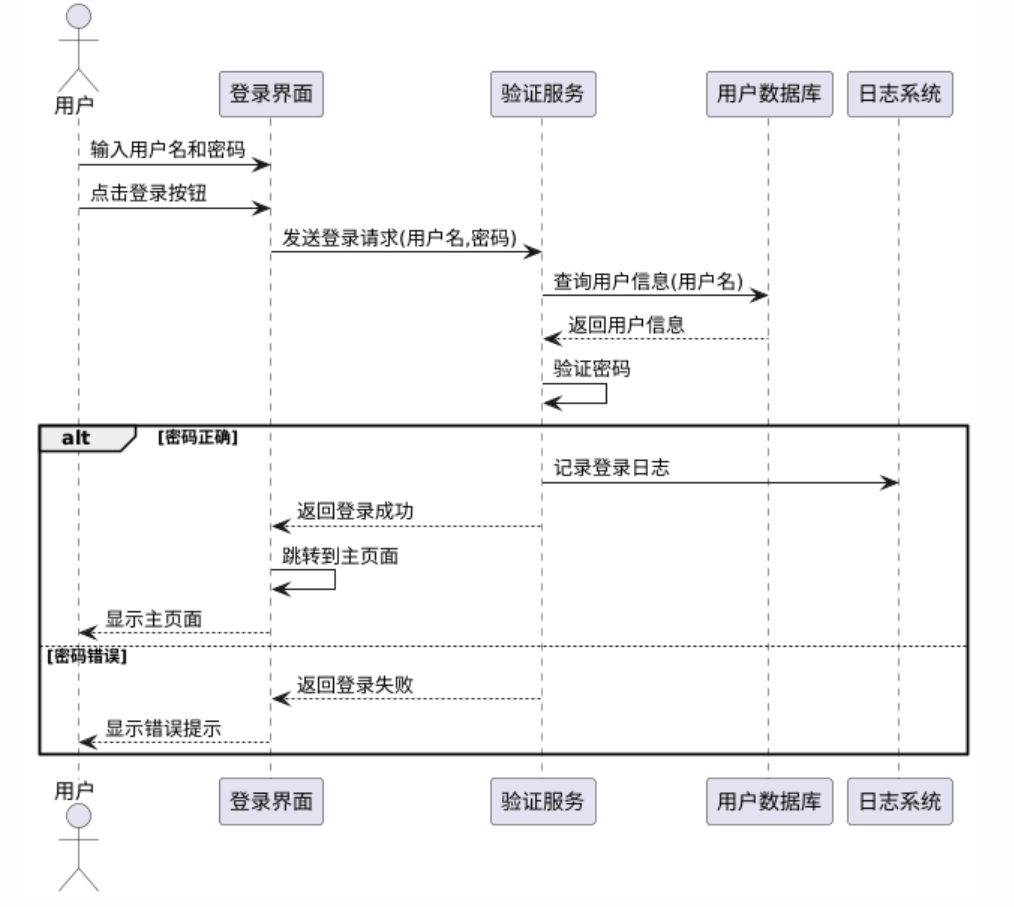 用户
登录界面
验证服务
用户数据库
日志系统
输入用户名和密码
点击登录按钮
发送登录请求(用户名,密码)
查询用户信息(用户名)
返回用户信息
验证密码
alt
[密码正确]
记录登录日志
返回登录成功
跳转到主页面
显示主页面
[密码错误]
返回登录失败
显示错误提示
用户
登录界面
验证服务
用户数据库
日志系统